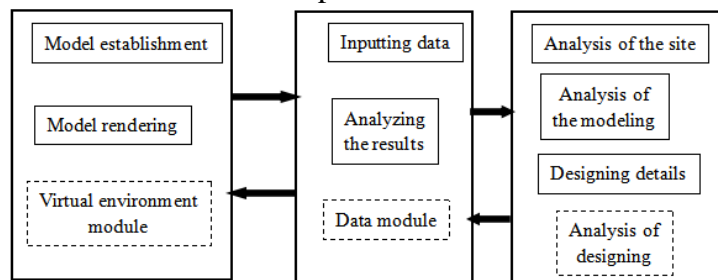 Model establishment
Model rendering
Virtual environment
module
Inputting data
Analyzing
the results
Data module
Analysis of the site
Analysis of
the modeling
Designing details
Analysis of
designing